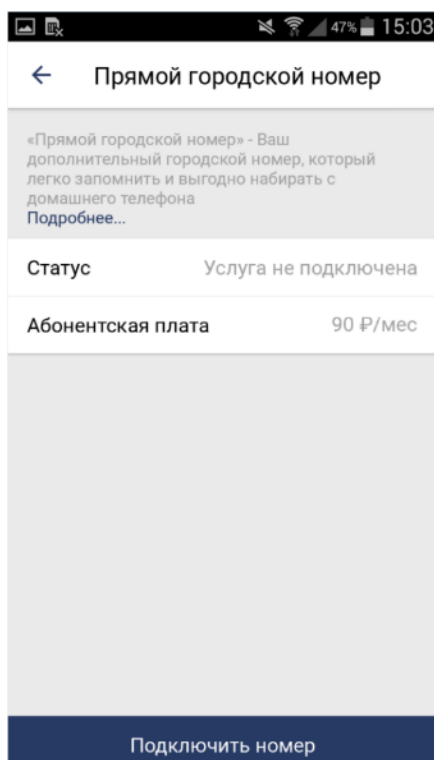 47% 15:03
Прямой городской номер
«Прямой городской номер» - Ваш
дополнительный городской номер, который
легко запомнить и выгодно набирать с
домашнего телефона
Подробнее...
Статус Услуга не подключена
Абонентская плата 90 ₽/мес
Подключить номер